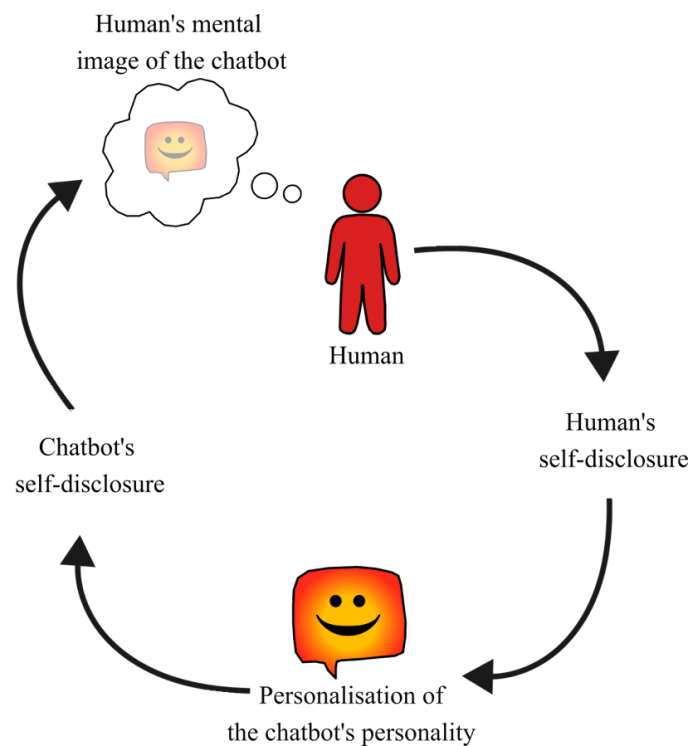 Human's mental
image of the chatbot
Human
Human's
self-disclosure
Chatbot's
self-disclosure
Personalisation of
the chatbot's personality